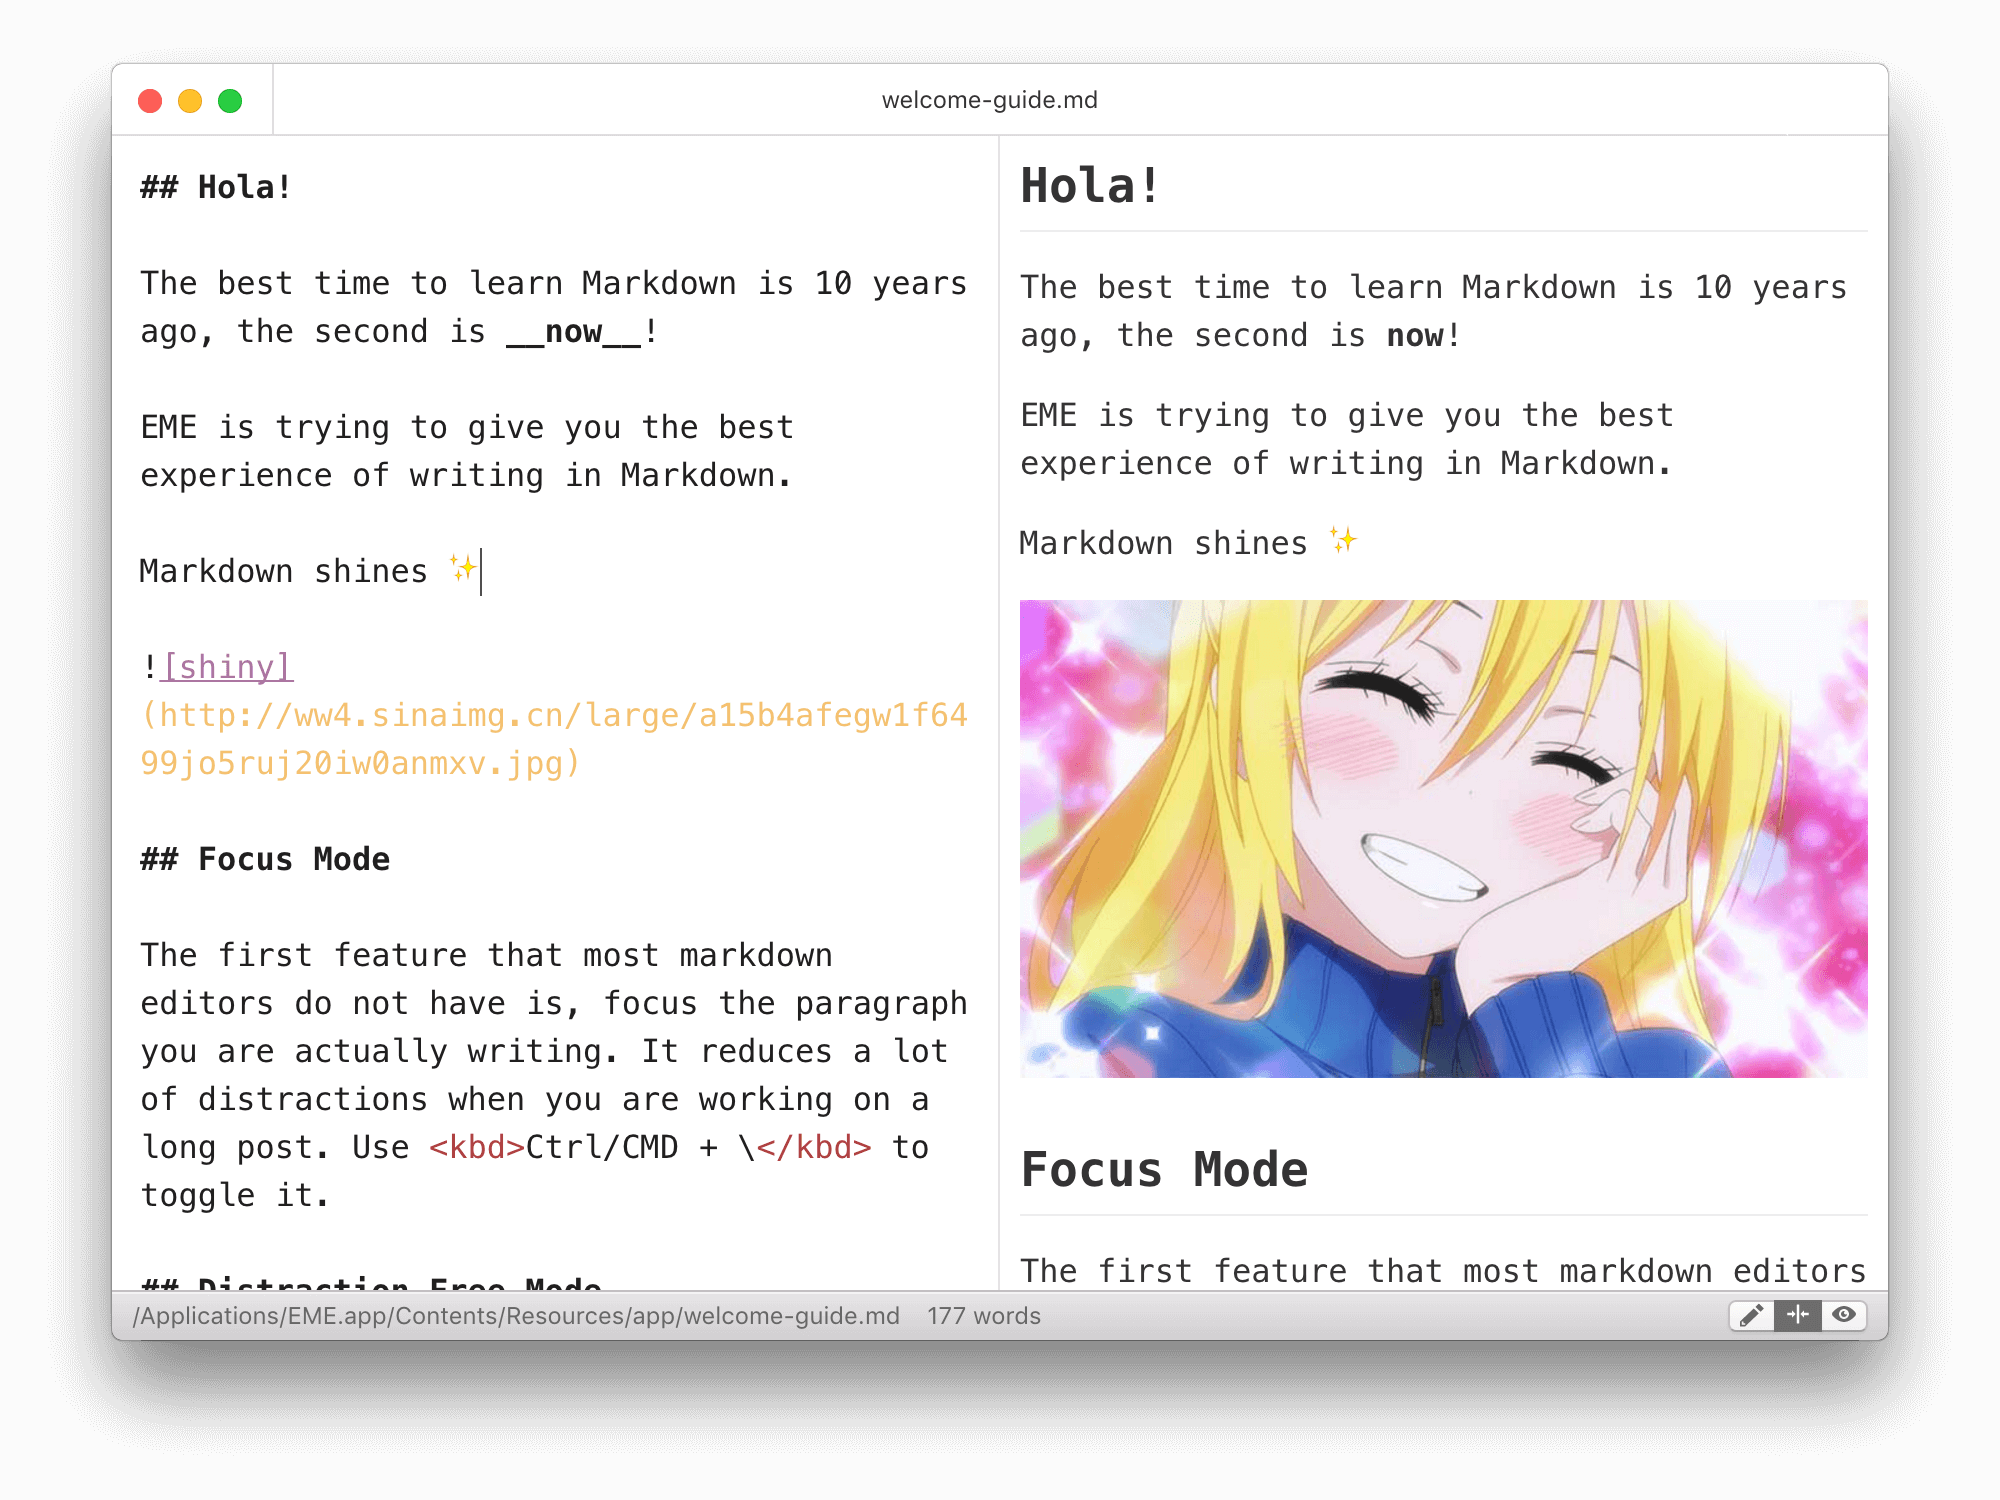 welcome-guide.md
## Hola!
The best time to learn Markdown is 10 years
ago, the second is __now__!
EME is trying to give you the best
experience of writing in Markdown.
Markdown shines ✨
![shiny]
(http://ww4.sinaimg.cn/large/a15b4afegw1f64
99jo5ruj20iw0anmxv.jpg)
## Focus Mode
The first feature that most markdown
editors do not have is, focus the paragraph
you are actually writing. It reduces a lot
of distractions when you are working on a
long post. Use <kbd>Ctrl/CMD + \</kbd> to
toggle it.
## Distraction Free Mode
Hola!
The best time to learn Markdown is 10 years
ago, the second is now!
EME is trying to give you the best
experience of writing in Markdown.
Markdown shines ✨
Focus Mode
The first feature that most markdown editors
/Applications/EME.app/Contents/Resources/app/welcome-guide.md 177 words